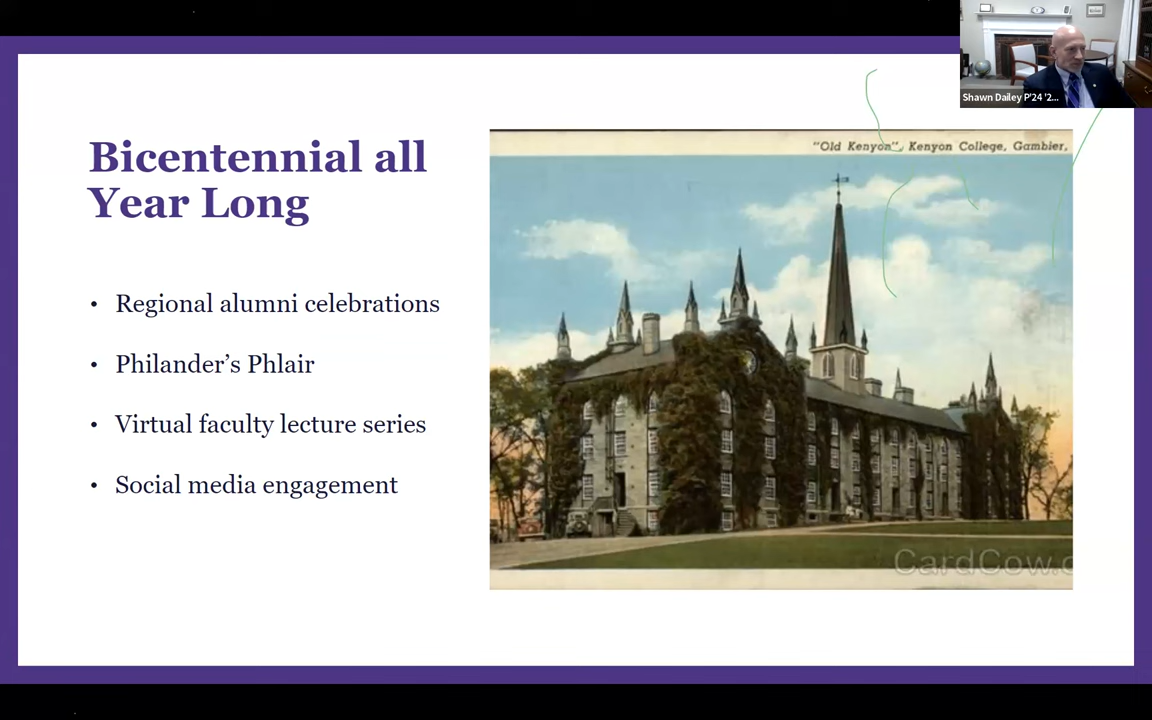 Shawn Dailey P'24 '2...
Bicentennial all
Year Long
"Old Kenyon", Kenyon College, Gambier,
• Regional alumni celebrations
• Philander’s Phlair
• Virtual faculty lecture series
• Social media engagement
CardCow.c